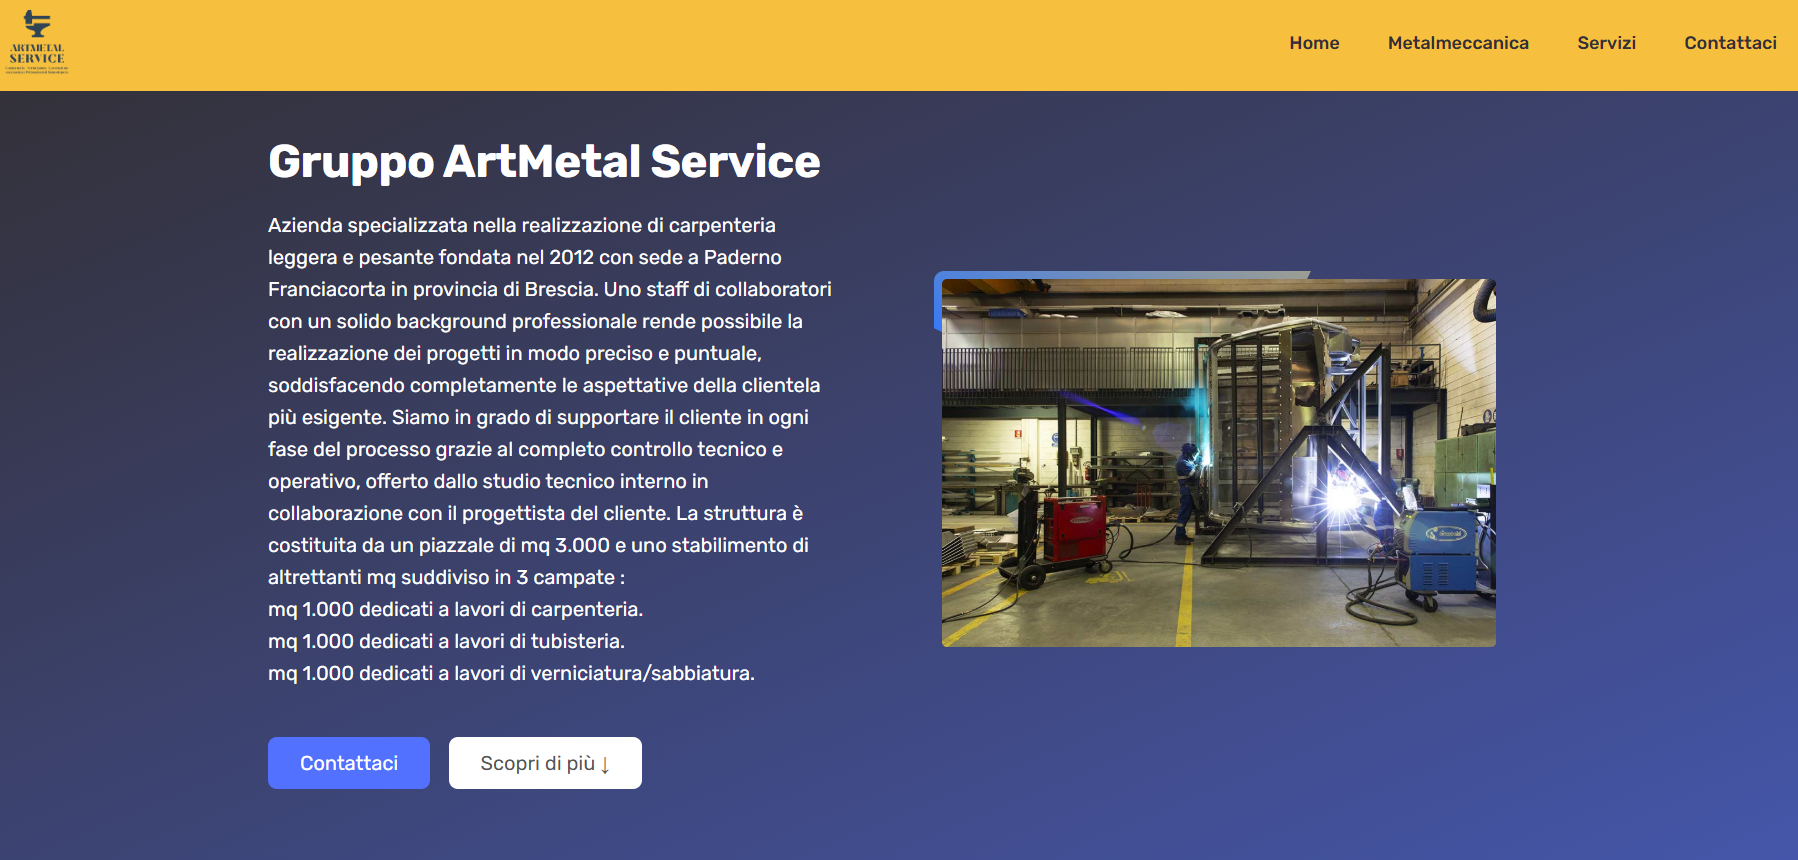 ARTMETAL
SERVICE
Home
Metalmeccanica
Servizi
Contattaci
Gruppo ArtMetal Service
Azienda specializzata nella realizzazione di carpenteria
leggera e pesante fondata nel 2012 con sede a Paderno
Franciacorta in provincia di Brescia. Uno staff di collaboratori
con un solido background professionale rende possibile la
realizzazione dei progetti in modo preciso e puntuale,
soddisfacendo completamente le aspettative della clientela
più esigente. Siamo in grado di supportare il cliente in ogni
fase del processo grazie al completo controllo tecnico e
operativo, offerto dallo studio tecnico interno in
collaborazione con il progettista del cliente. La struttura è
costituita da un piazzale di mq 3.000 e uno stabilimento di
altrettanti mq suddiviso in 3 campate :
mq 1.000 dedicati a lavori di carpenteria.
mq 1.000 dedicati a lavori di tubisteria.
mq 1.000 dedicati a lavori di verniciatura/sabbiatura.
Contattaci
Scopri di più ↓